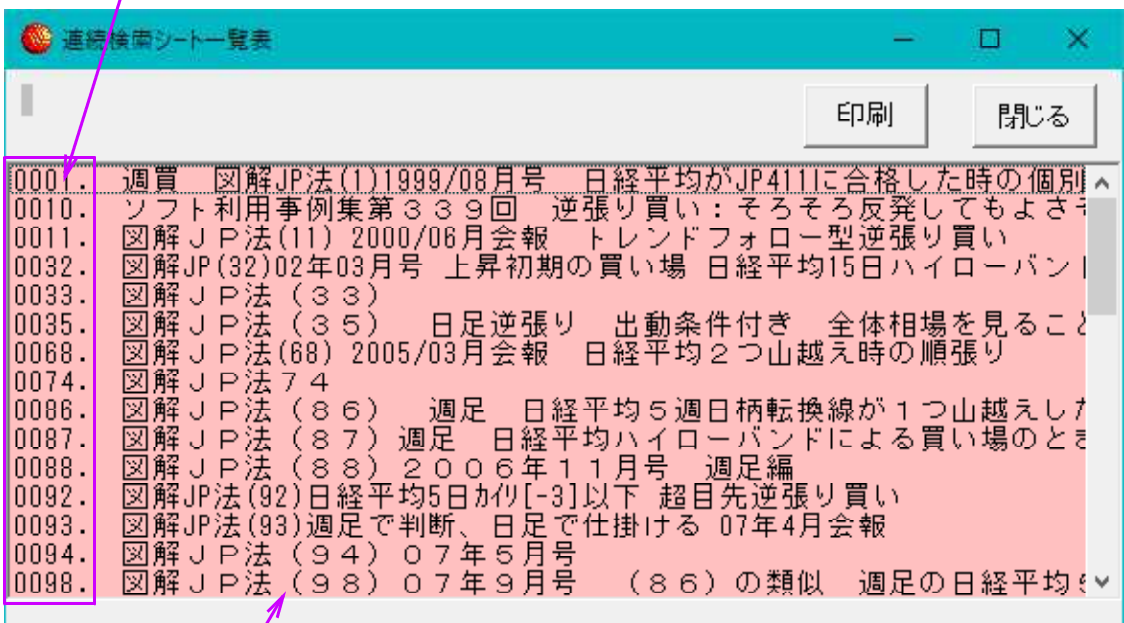 連続検索シート一覧表
印刷 閉じる
0001. 週買 図解JP法(1)1999/08月号 日経平均がJP411に合格した時の個別
0010. ソフト利用事例集第339回 逆張り買い：そろそろ反発してもよさ
0011. 図解JP法(11) 2000/06月会報 トレンドフォロー型逆張り買い
0032. 図解JP(32)02年03月号 上昇初期の買い場 日経平均15日ハイローバン
0033. 図解JP法(33)
0035. 図解JP法(35) 日足逆張り 出動条件付き 全体相場を見るこ
0068. 図解JP法(68) 2005/03月会報 日経平均2つ山越え時の順張り
0074. 図解JP法74
0086. 図解JP法(86) 週足 日経平均5週日柄転換線が1つ山越えし
0087. 図解JP法(87)週足 日経平均ハイローバンドによる買い場のと
0088. 図解JP法(88)2006年11月号 週足編
0092. 図解JP法(92)日経平均5日ｶｲﾘ[-3]以下 超目先逆張り買い
0093. 図解JP法(93)週足で判断、日足で仕掛ける 07年4月会報
0094. 図解JP法(94)07年5月号
0098. 図解JP法(98)07年9月号 (86)の類似 週足の日経平均